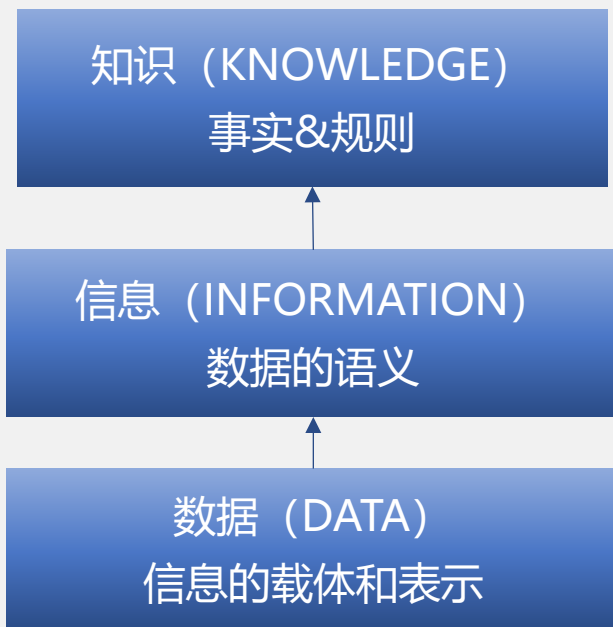 知识（KNOWLEDGE）
事实&规则
信息（INFORMATION）
数据的语义
数据（DATA）
信息的载体和表示